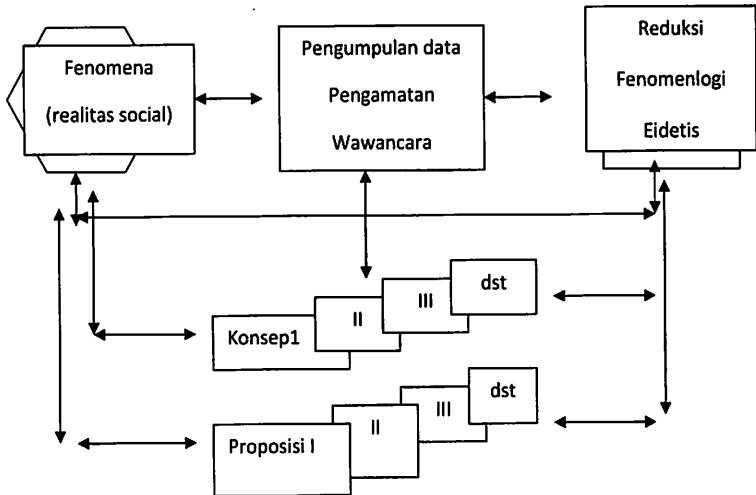 Fenomena
(realitas social)
Pengumpulan data
Pengamatan
Wawancara
Reduksi
Fenomenlogi
Eidetis
Konsep1
II
III
dst
Proposisi I
II
III
dst